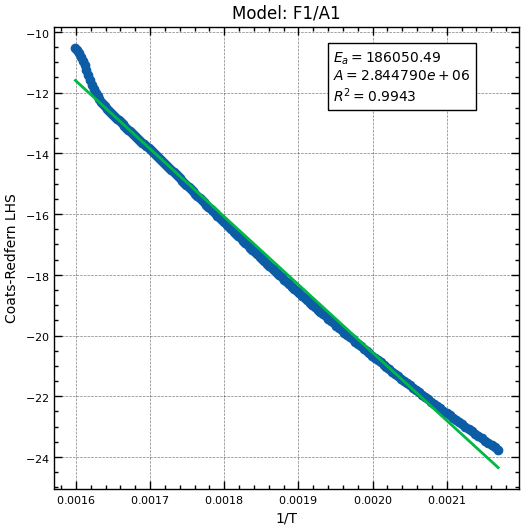 Model: F1/A1
−10
−12
−14
−16
−18
−20
−22
−24
Coats-Redfern LHS
E_a = 186050.49
A = 2.844790e + 06
R^2 = 0.9943
0.0016 0.0017 0.0018 0.0019 0.0020 0.0021
1/T